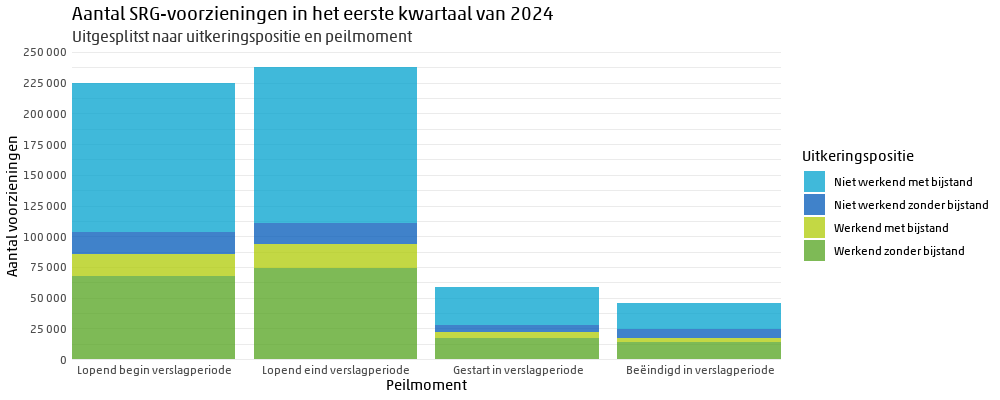 Aantal SRG-voorzieningen in het eerste kwartaal van 2024
Uitgesplitst naar uitkeringspositie en peilmoment
Aantal voorzieningen
250 000
225 000
200 000
175 000
150 000
125 000
100 000
75 000
50 000
25 000
0
Lopend begin verslagperiode
Lopend eind verslagperiode
Gestart in verslagperiode
Beëindigd in verslagperiode
Peilmoment
Uitkeringspositie
Niet werkend met bijstand
Niet werkend zonder bijstand
Werkend met bijstand
Werkend zonder bijstand